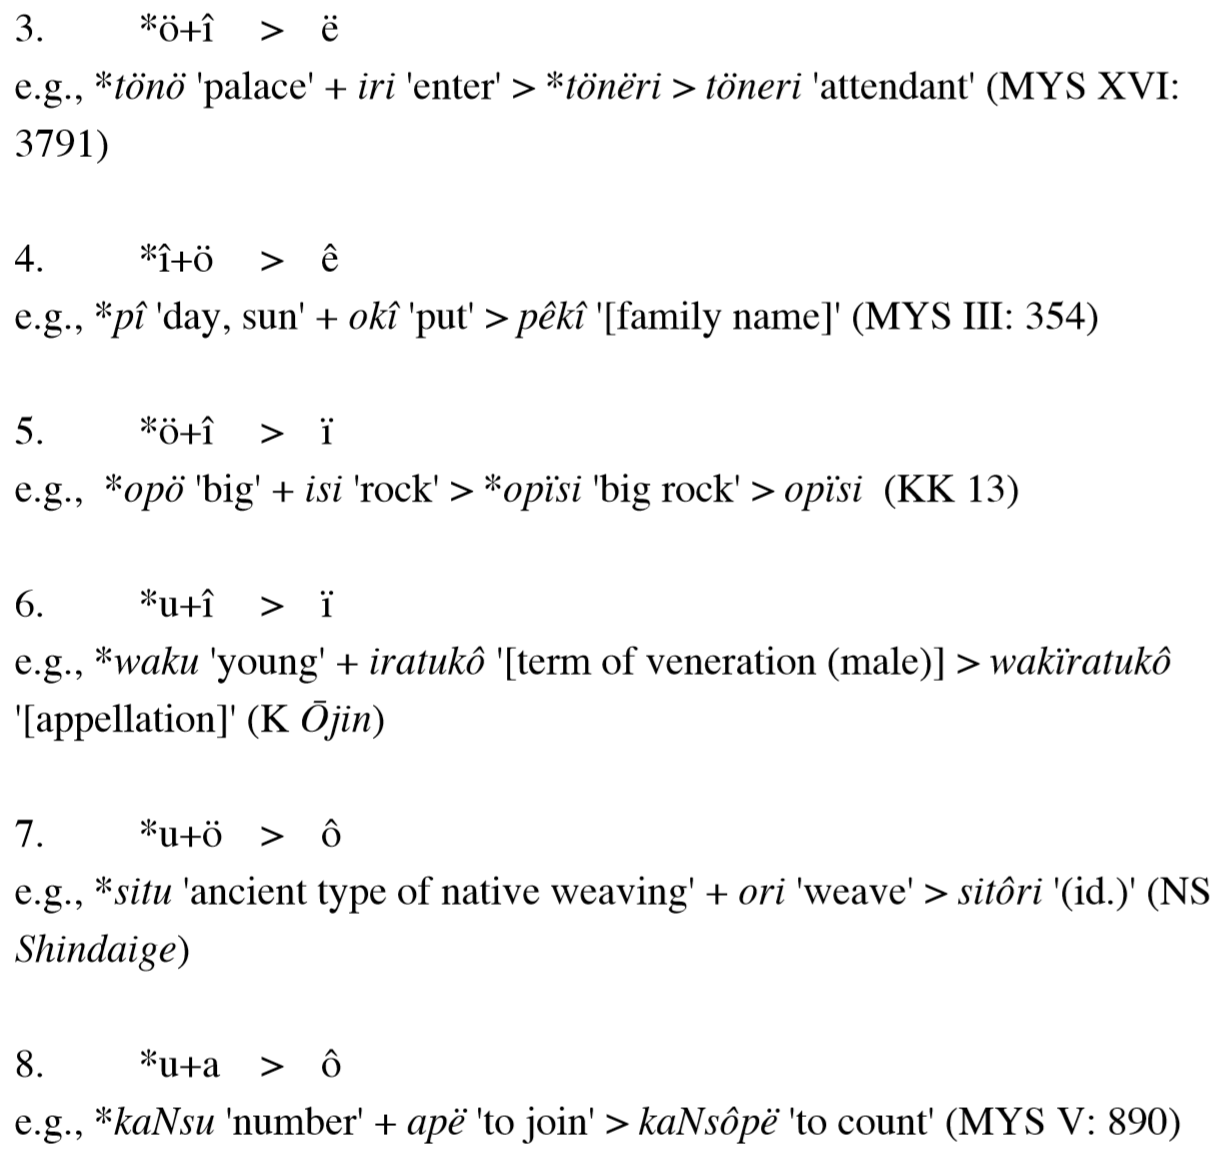 3. *ö+î > ë
e.g., *tönö 'palace' + iri 'enter' > *tönëri > töneri 'attendant' (MYS XVI:
3791)
4. *î+ö > ê
e.g., *pî 'day, sun' + okî 'put' > pêkî '[family name]' (MYS III: 354)
5. *ö+î > ï
e.g., *opö 'big' + isi 'rock' > *opïsi 'big rock' > opïsi (KK 13)
6. *u+î > ï
e.g., *waku 'young' + iratukô '[term of veneration (male)] > wakïratukô
'[appellation]' (K Ōjin)
7. *u+ö > ô
e.g., *situ 'ancient type of native weaving' + ori 'weave' > sitôri '(id.)' (NS
Shindaige)
8. *u+a > ô
e.g., *kaNsu 'number' + apë 'to join' > kaNsôpë 'to count' (MYS V: 890)